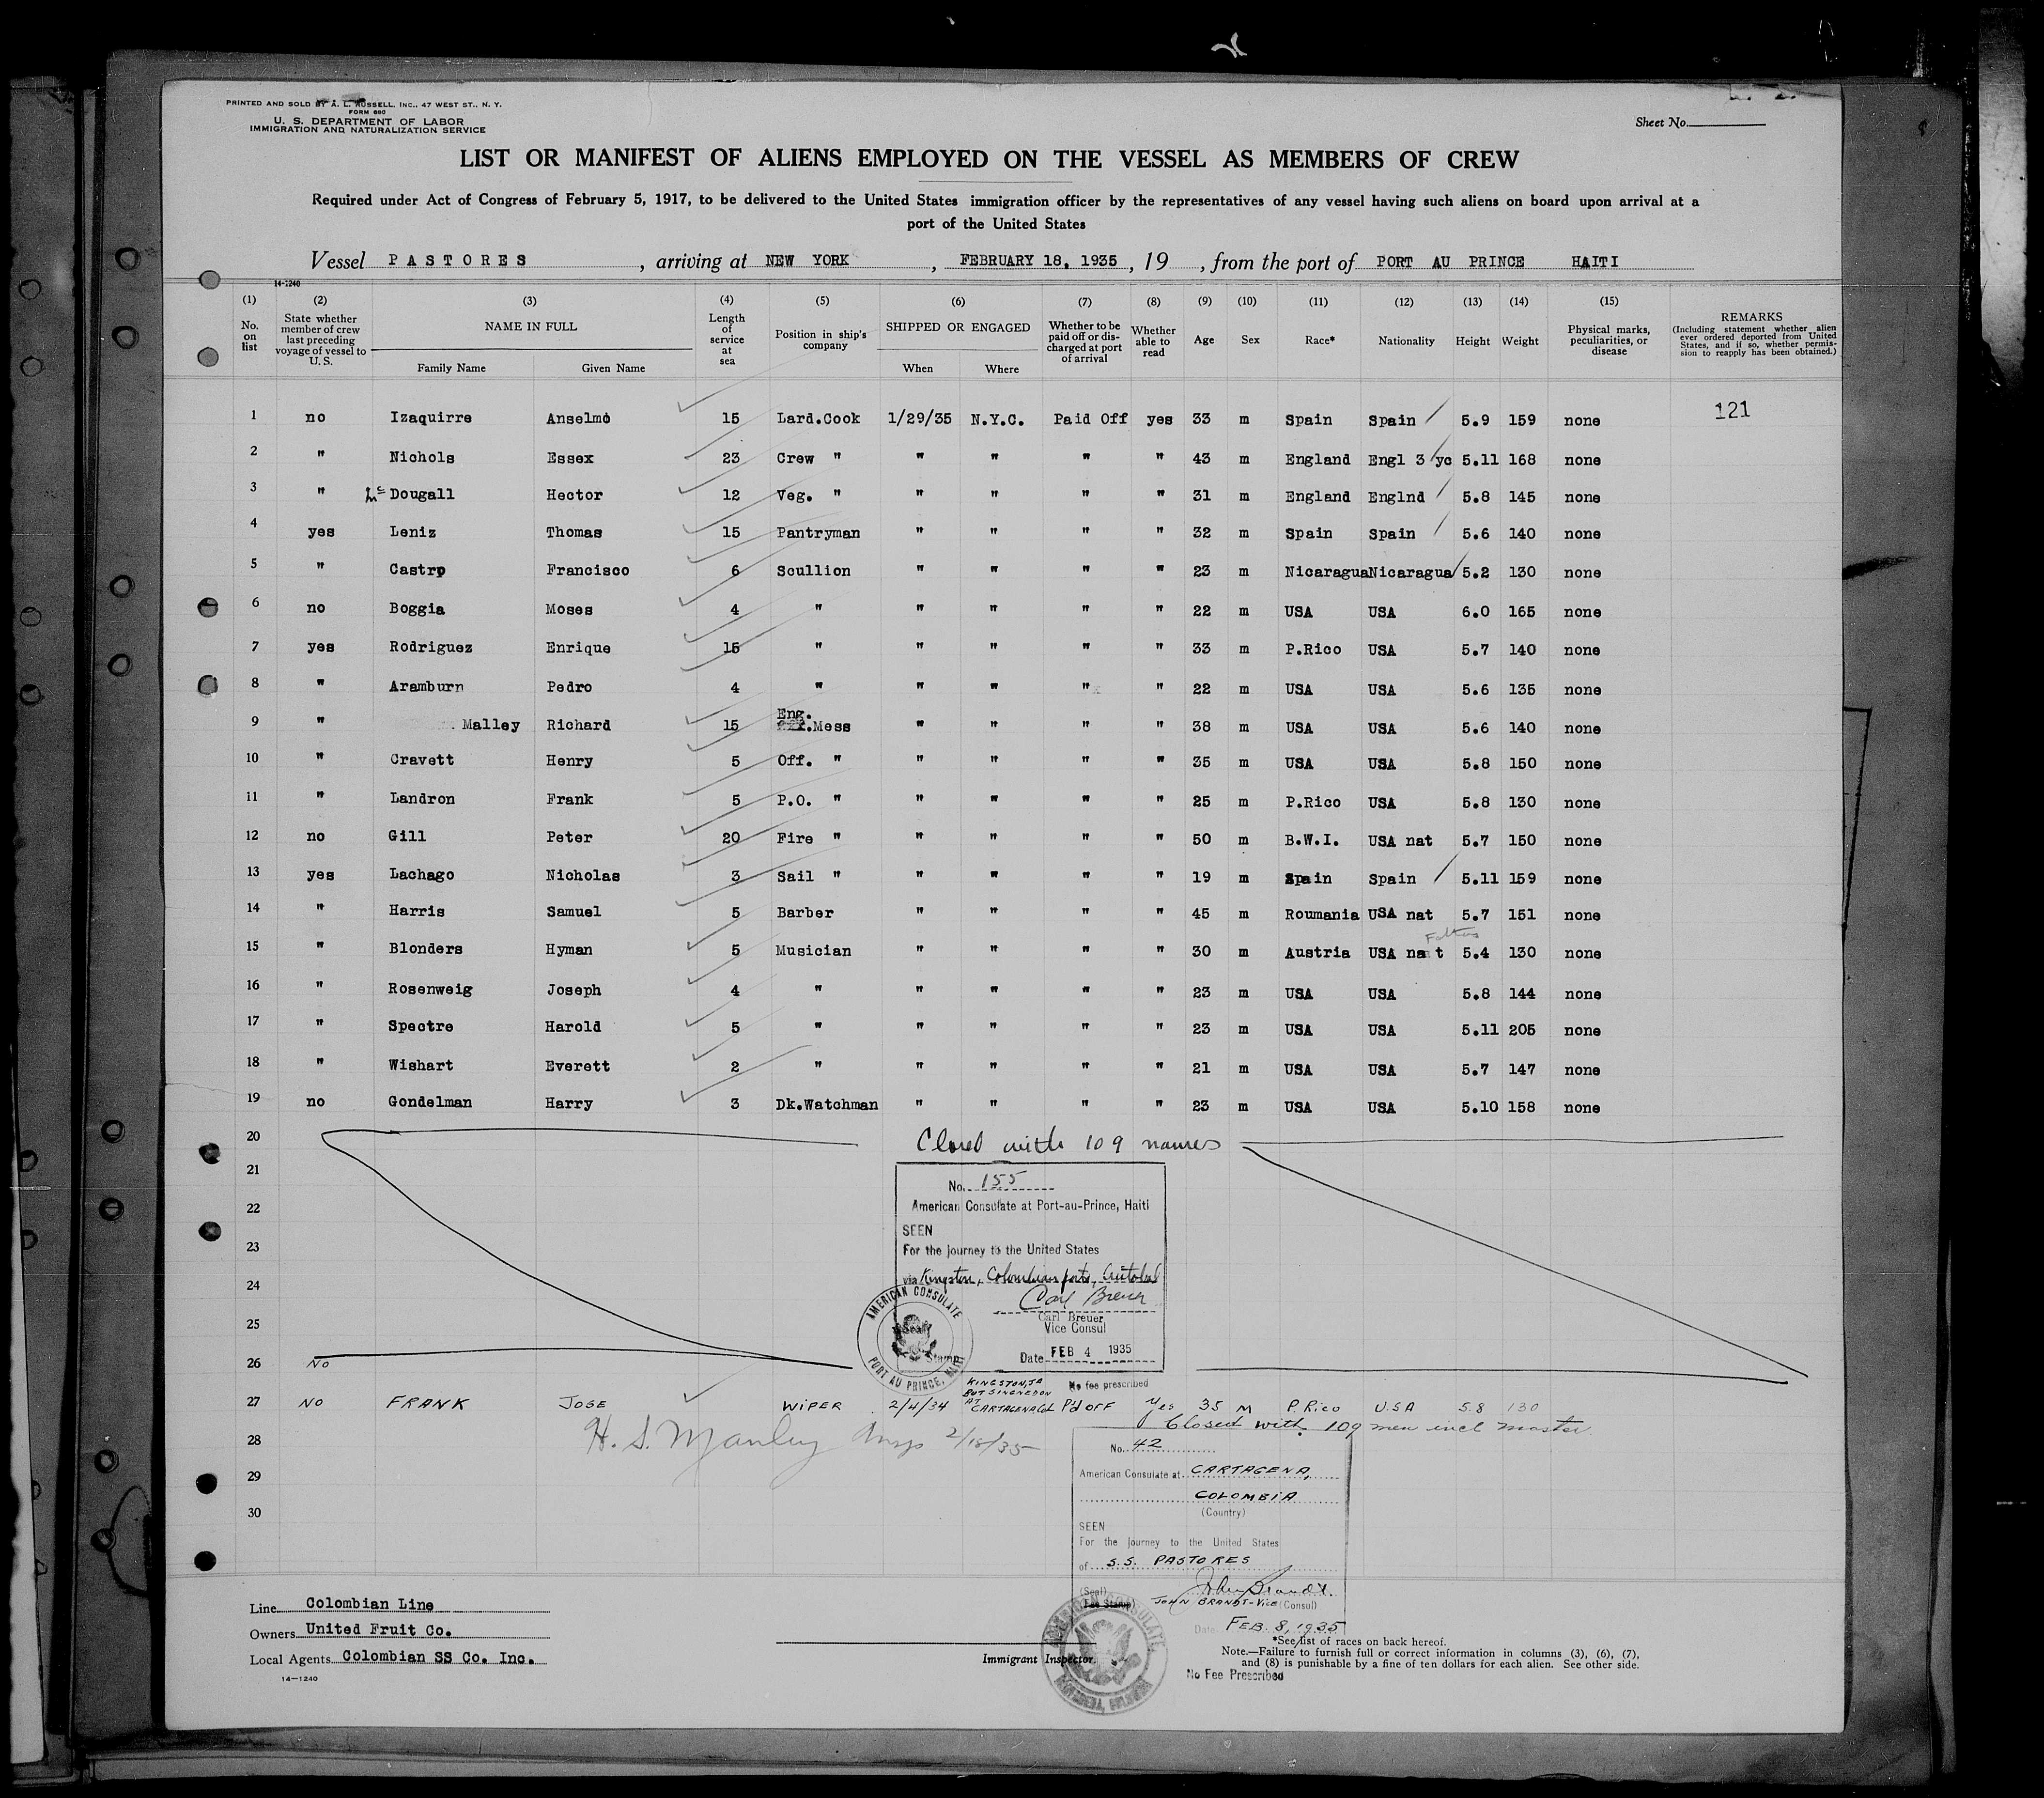 PRINTED AND SOLD BY A. L. RUSSELL, INC., 47 WEST ST., N. Y.
FORM 680
U. S. DEPARTMENT OF LABOR
IMMIGRATION AND NATURALIZATION SERVICE
Sheet No.
LIST OR MANIFEST OF ALIENS EMPLOYED ON THE VESSEL AS MEMBERS OF CREW
Required under Act of Congress of February 5, 1917, to be delivered to the United States immigration officer by the representatives of any vessel having such aliens on board upon arrival at a
port of the United States
Vessel PASTORES , arriving at NEW YORK , FEBRUARY 18, 1935 , 19 , from the port of PORT AU PRINCE HAITI
14-1240
(1) (2) (3) (4) (5) (6) (7) (8) (9) (10) (11) (12) (13) (14) (15)
No. on list
State whether member of crew last preceding voyage of vessel to U. S.
NAME IN FULL
Family Name Given Name
Length of service at sea
Position in ship's company
SHIPPED OR ENGAGED
When Where
Whether to be paid off or discharged at port of arrival
Whether able to read
Age Sex Race* Nationality Height Weight
Physical marks, peculiarities, or disease
REMARKS
(Including statement whether alien ever ordered deported from United States, and if so, whether permission to reapply has been obtained.)
1 no Izaquirre Anselmo 15 Lard.Cook 1/29/35 N.Y.C. Paid Off yes 33 m Spain Spain 5.9 159 none 121
2 " Nichols Essex 23 Crew " " " " " 43 m England Engl 3 yc 5.11 168 none
3 " Mc Dougall Hector 12 Veg. " " " " " 31 m England Englnd 5.8 145 none
4 yes Leniz Thomas 15 Pantryman " " " " 32 m Spain Spain 5.6 140 none
5 " Castro Francisco 6 Scullion " " " " 23 m Nicaragua Nicaragua 5.2 130 none
6 no Boggia Moses 4 " " " " " 22 m USA USA 6.0 165 none
7 yes Rodriguez Enrique 15 " " " " " 33 m P.Rico USA 5.7 140 none
8 " Aramburn Pedro 4 " " " " " 22 m USA USA 5.6 135 none
9 " Malley Richard 15 Eng. Mess " " " " 38 m USA USA 5.6 140 none
10 " Cravett Henry 5 Off. " " " " " 35 m USA USA 5.8 150 none
11 " Landron Frank 5 P.O. " " " " " 25 m P.Rico USA 5.8 130 none
12 no Gill Peter 20 Fire " " " " " 50 m B.W.I. USA nat 5.7 150 none
13 yes Lachago Nicholas 3 Sail " " " " " 19 m Spain Spain 5.11 159 none
14 " Harris Samuel 5 Barber " " " " 45 m Roumania USA nat 5.7 151 none
15 " Blonders Hyman 5 Musician " " " " 30 m Austria USA nat 5.4 130 none
16 " Rosenweig Joseph 4 " " " " " 23 m USA USA 5.8 144 none
17 " Spectre Harold 5 " " " " " 23 m USA USA 5.11 205 none
18 " Wishart Everett 2 " " " " " 21 m USA USA 5.7 147 none
19 no Gondelman Harry 3 Dk.Watchman " " " " 23 m USA USA 5.10 158 none
20 Closed with 109 names
21
22
23
24
25
26 No
No. 155
American Consulate at Port-au-Prince, Haiti
SEEN
For the journey to the United States
via Kingston, Colombian ports, Cristobal
Carl Breuer
Carl Breuer
Vice Consul
Date FEB 4 1935
AMERICAN CONSULATE
PORT AU PRINCE, HAITI
Stamp
No fee prescribed
27 NO FRANK JOSE WIPER 2/4/34 KINGSTON, JA BUT SIGNED ON AT CARTAGENA Col P'd OFF Yes 35 M P.Rico USA 5.8 130
Closed with 109 men incl master
28 H. S. Manley Insp 2/18/35
29
30
No. 42
American Consulate at CARTAGENA,
COLOMBIA
(Country)
SEEN
For the journey to the United States
of S.S. PASTORES
John Brandt
(Seal)
(Fee Stamp)
JOHN BRANDT-Vice (Consul)
Date FEB. 8, 1935
AMERICAN CONSULATE
No Fee Prescribed
Line Colombian Line
Owners United Fruit Co.
Local Agents Colombian SS Co. Inc.
14—1240
Immigrant Inspector.
*See list of races on back hereof.
Note.—Failure to furnish full or correct information in columns (3), (6), (7),
and (8) is punishable by a fine of ten dollars for each alien. See other side.